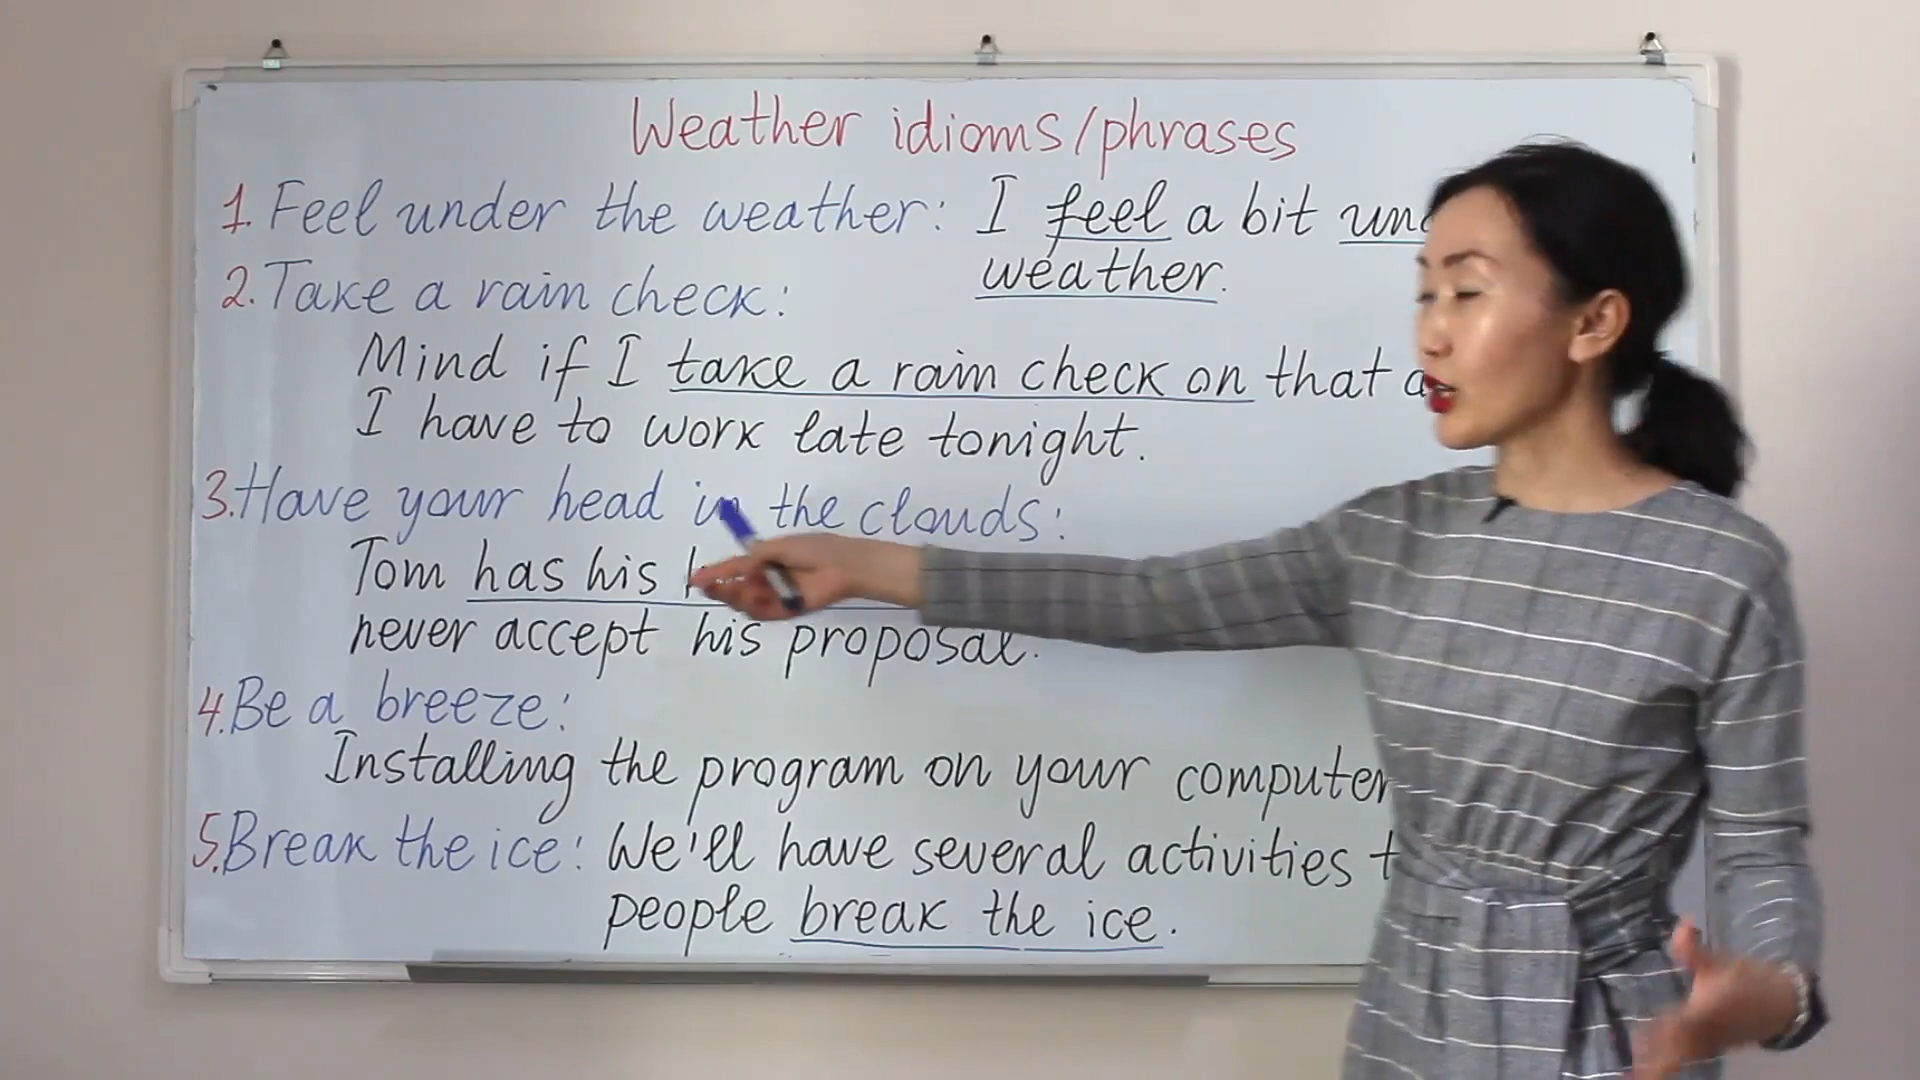 Weather idioms/phrases
1. Feel under the weather: I feel a bit
weather.
2. Take a rain check:
Mind if I take a rain check on that
I have to work late tonight.
3. Have your head in the clouds:
Tom has his
never accept his proposal.
4. Be a breeze:
Installing the program on your computer
5. Break the ice: We'll have several activities
people break the ice.